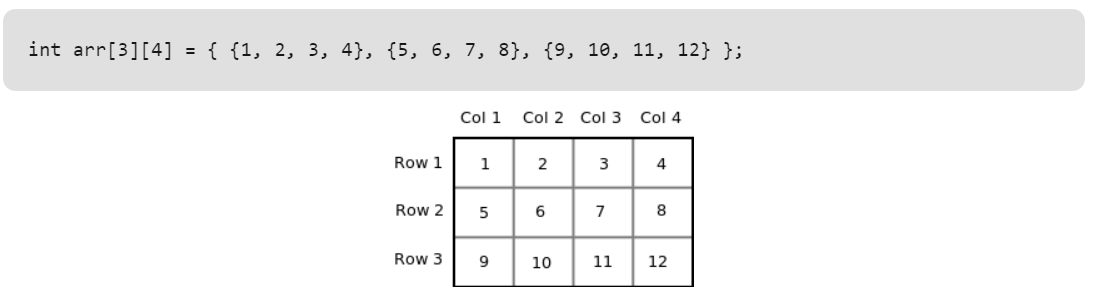 int arr[3][4] = { {1, 2, 3, 4}, {5, 6, 7, 8}, {9, 10, 11, 12} };
Col 1 Col 2 Col 3 Col 4
Row 1 1 2 3 4
Row 2 5 6 7 8
Row 3 9 10 11 12